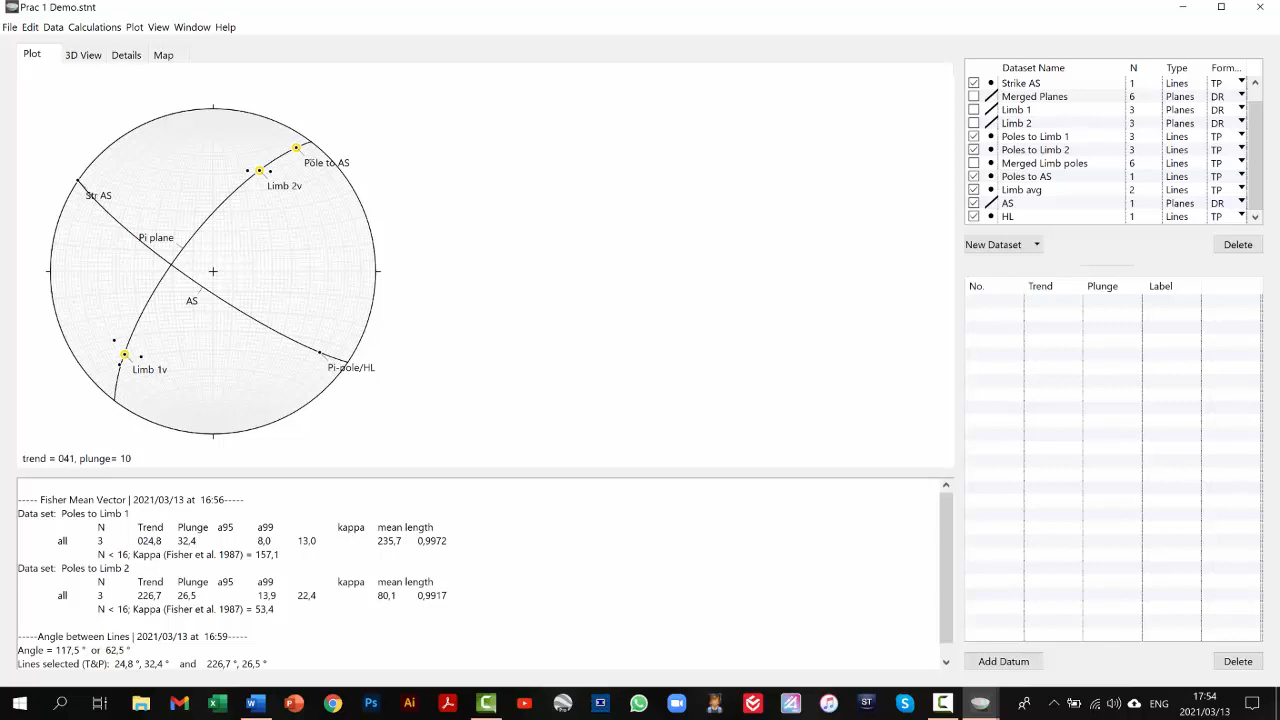 Prac 1 Demo.stnt
File Edit Data Calculations Plot View Window Help
Plot 3D View Details Map
Dataset Name N Type Form...
Strike AS 1 Lines TP
Merged Planes 6 Planes DR
Limb 1 3 Planes DR
Limb 2 3 Planes DR
Poles to Limb 1 3 Lines TP
Poles to Limb 2 3 Lines TP
Merged Limb poles 6 Lines TP
Poles to AS 1 Lines TP
Limb avg 2 Lines TP
AS 1 Planes DR
HL 1 Lines TP
New Dataset Delete
No. Trend Plunge Label
Pole to AS
Limb 2v
Str AS
Pi plane
AS
Pi-pole/HL
Limb 1v
trend = 041, plunge= 10
----- Fisher Mean Vector | 2021/03/13 at 16:56-----
Data set: Poles to Limb 1
N Trend Plunge a95 a99 kappa mean length
all 3 024,8 32,4 8,0 13,0 235,7 0,9972
N < 16; Kappa (Fisher et al. 1987) = 157,1
Data set: Poles to Limb 2
N Trend Plunge a95 a99 kappa mean length
all 3 226,7 26,5 13,9 22,4 80,1 0,9917
N < 16; Kappa (Fisher et al. 1987) = 53,4
-----Angle between Lines | 2021/03/13 at 16:59-----
Angle = 117,5 ° or 62,5 °
Lines selected (T&P): 24,8 °, 32,4 ° and 226,7 °, 26,5 °
Add Datum Delete
ENG
17:54
2021/03/13